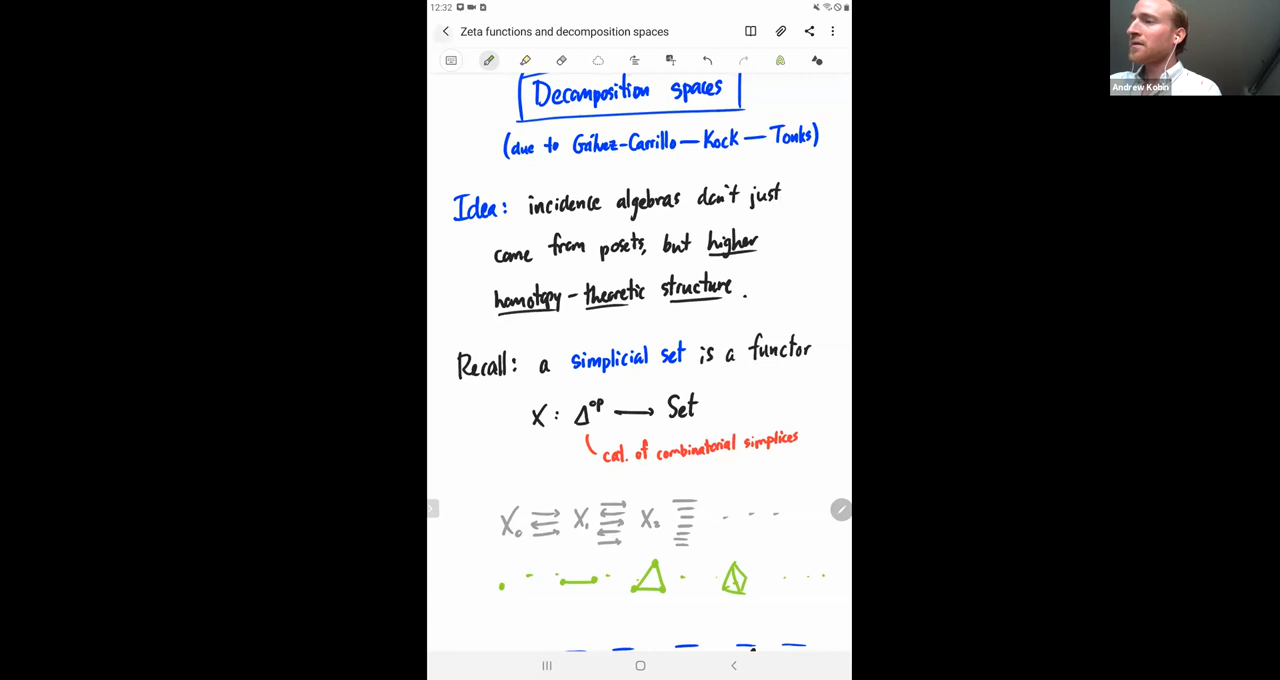 12:32
Zeta functions and decomposition spaces
Andrew Kobin
Decomposition spaces
(due to Gálvez-Carrillo — Kock — Tonks)
Idea: incidence algebras don't just
come from posets, but higher
homotopy-theoretic structure.
Recall: a simplicial set is a functor
X : Δ^op ⟶ Set
cat. of combinatorial simplices
X₀ X₁ X₂ . . .